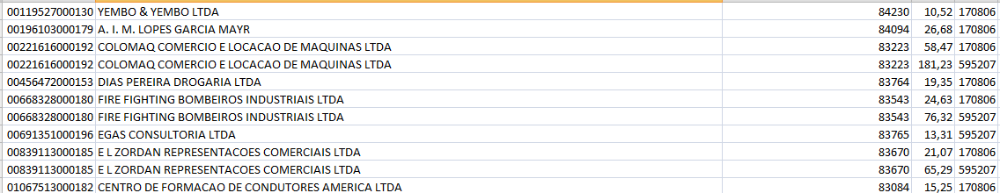 00119527000130 YEMBO & YEMBO LTDA 84230 10,52 170806
00196103000179 A. I. M. LOPES GARCIA MAYR 84094 26,68 170806
00221616000192 COLOMAQ COMERCIO E LOCACAO DE MAQUINAS LTDA 83223 58,47 170806
00221616000192 COLOMAQ COMERCIO E LOCACAO DE MAQUINAS LTDA 83223 181,23 595207
00456472000153 DIAS PEREIRA DROGARIA LTDA 83764 19,35 170806
00668328000180 FIRE FIGHTING BOMBEIROS INDUSTRIAIS LTDA 83543 24,63 170806
00668328000180 FIRE FIGHTING BOMBEIROS INDUSTRIAIS LTDA 83543 76,32 595207
00691351000196 EGAS CONSULTORIA LTDA 83765 13,31 595207
00839113000185 E L ZORDAN REPRESENTACOES COMERCIAIS LTDA 83670 21,07 170806
00839113000185 E L ZORDAN REPRESENTACOES COMERCIAIS LTDA 83670 65,29 595207
01067513000182 CENTRO DE FORMACAO DE CONDUTORES AMERICA LTDA 83084 15,25 170806